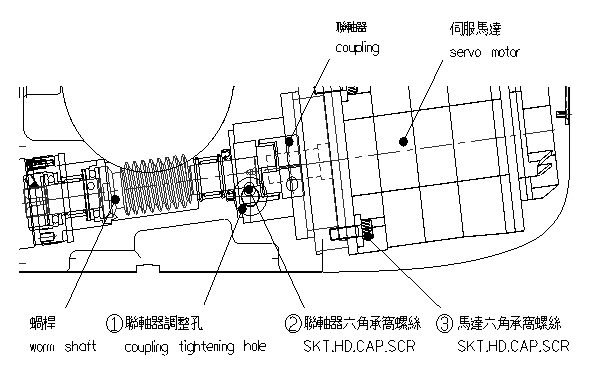 聯軸器
coupling
伺服馬達
servo motor
蝸桿
worm shaft
①聯軸器調整孔
coupling tightening hole
②聯軸器六角承窩螺絲
SKT.HD.CAP.SCR
③馬達六角承窩螺絲
SKT.HD.CAP.SCR